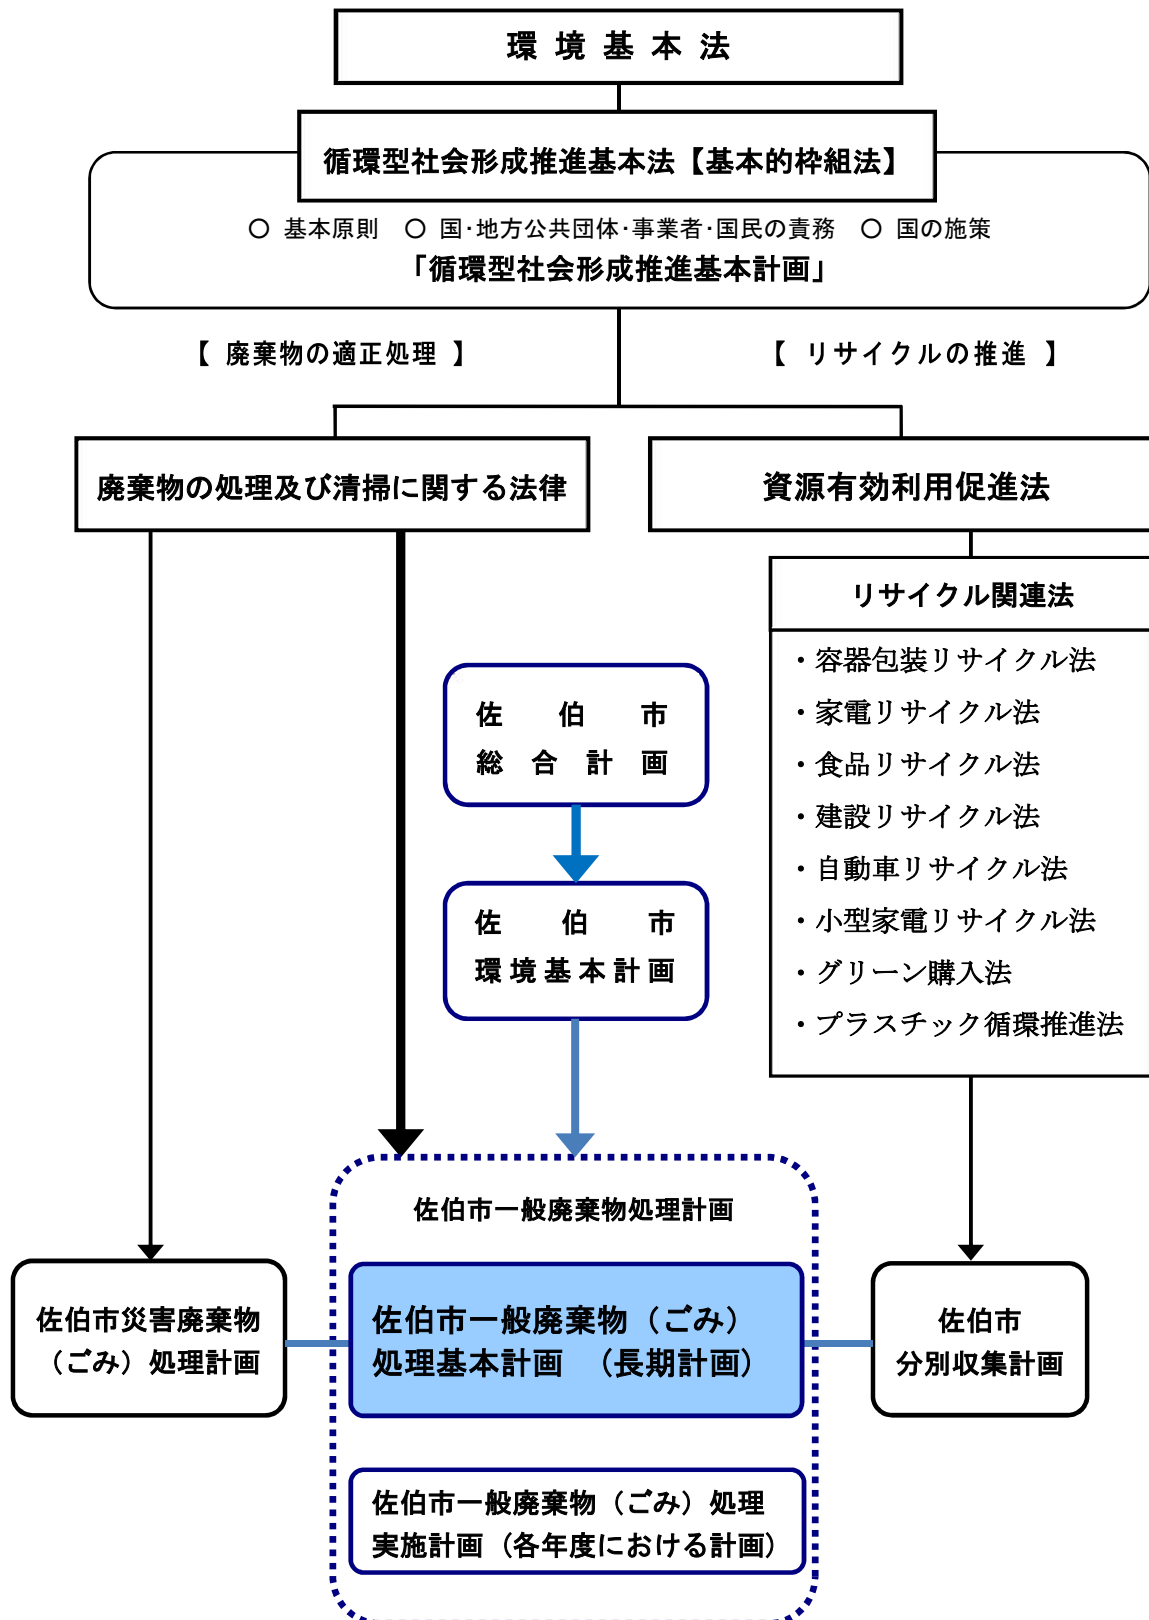 環境基本法
循環型社会形成推進基本法【基本的枠組法】
○ 基本原則 ○ 国・地方公共団体・事業者・国民の責務 ○ 国の施策
「循環型社会形成推進基本計画」
【 廃棄物の適正処理 】
【 リサイクルの推進 】
廃棄物の処理及び清掃に関する法律
資源有効利用促進法
リサイクル関連法
・容器包装リサイクル法
・家電リサイクル法
・食品リサイクル法
・建設リサイクル法
・自動車リサイクル法
・小型家電リサイクル法
・グリーン購入法
・プラスチック循環推進法
佐伯市
総合計画
佐伯市
環境基本計画
佐伯市一般廃棄物処理計画
佐伯市災害廃棄物
（ごみ）処理計画
佐伯市一般廃棄物（ごみ）
処理基本計画 （長期計画）
佐伯市
分別収集計画
佐伯市一般廃棄物（ごみ）処理
実施計画（各年度における計画）